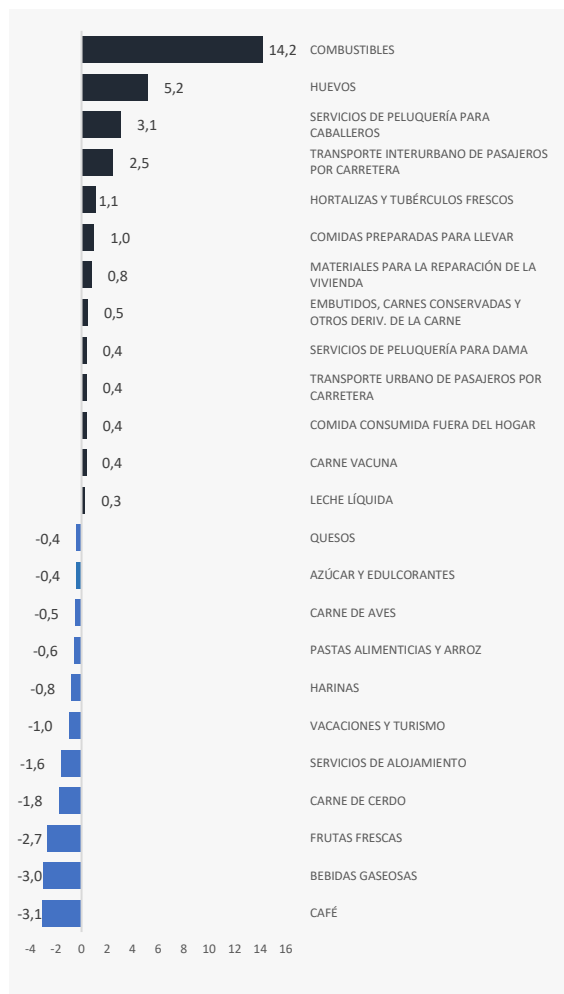 14,2 COMBUSTIBLES
5,2 HUEVOS
3,1 SERVICIOS DE PELUQUERÍA PARA
CABALLEROS
2,5 TRANSPORTE INTERURBANO DE PASAJEROS
POR CARRETERA
1,1 HORTALIZAS Y TUBÉRCULOS FRESCOS
1,0 COMIDAS PREPARADAS PARA LLEVAR
0,8 MATERIALES PARA LA REPARACIÓN DE LA
VIVIENDA
0,5 EMBUTIDOS, CARNES CONSERVADAS Y
OTROS DERIV. DE LA CARNE
0,4 SERVICIOS DE PELUQUERÍA PARA DAMA
0,4 TRANSPORTE URBANO DE PASAJEROS POR
CARRETERA
0,4 COMIDA CONSUMIDA FUERA DEL HOGAR
0,4 CARNE VACUNA
0,3 LECHE LÍQUIDA
-0,4 QUESOS
-0,4 AZÚCAR Y EDULCORANTES
-0,5 CARNE DE AVES
-0,6 PASTAS ALIMENTICIAS Y ARROZ
-0,8 HARINAS
-1,0 VACACIONES Y TURISMO
-1,6 SERVICIOS DE ALOJAMIENTO
-1,8 CARNE DE CERDO
-2,7 FRUTAS FRESCAS
-3,0 BEBIDAS GASEOSAS
-3,1 CAFÉ
-4 -2 0 2 4 6 8 10 12 14 16